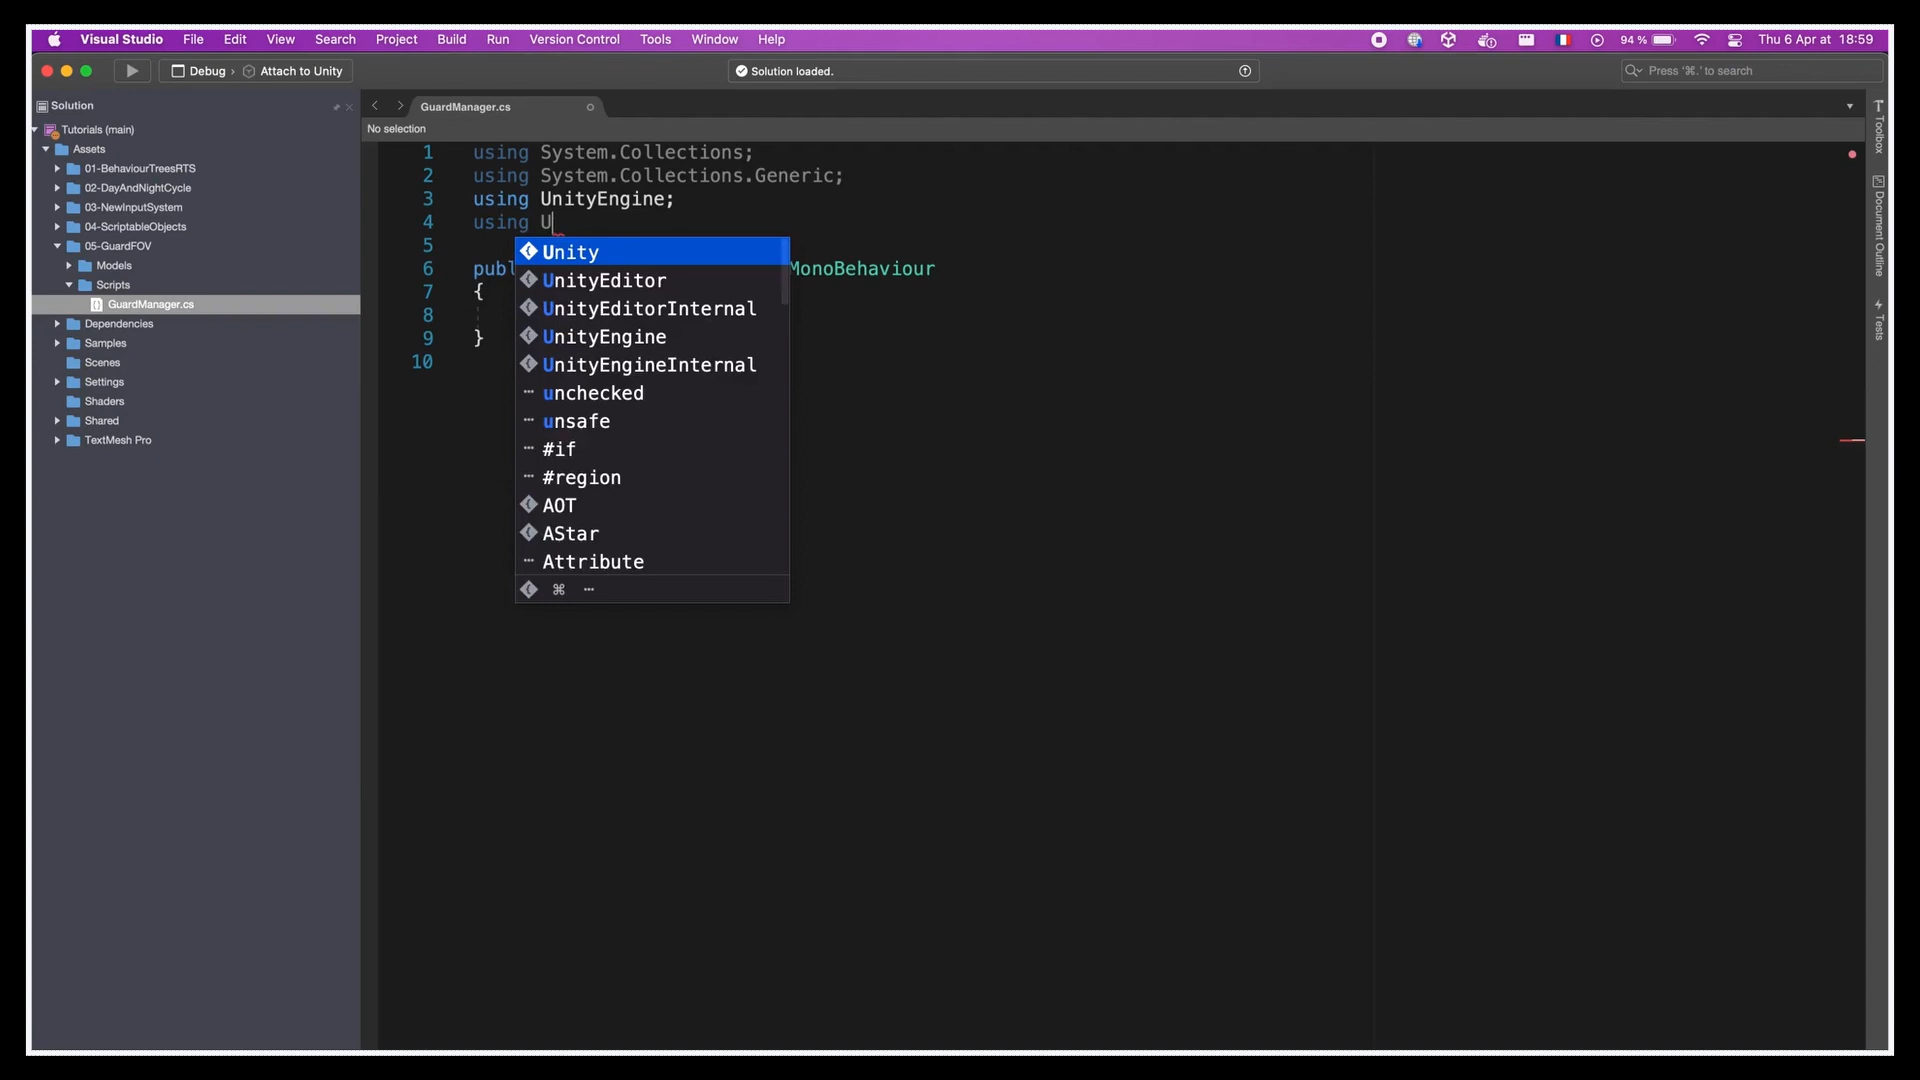 Visual Studio File Edit View Search Project Build Run Version Control Tools Window Help 94 % Thu 6 Apr at 18:59
Debug › Attach to Unity Solution loaded. Press '⌘.' to search
Solution
GuardManager.cs
No selection
Tutorials (main)
Assets
01-BehaviourTreesRTS
02-DayAndNightCycle
03-NewInputSystem
04-ScriptableObjects
05-GuardFOV
Models
Scripts
GuardManager.cs
Dependencies
Samples
Scenes
Settings
Shaders
Shared
TextMesh Pro
1 using System.Collections;
2 using System.Collections.Generic;
3 using UnityEngine;
4 using U
5
6 publ MonoBehaviour
7 {
8
9 }
10
Unity
UnityEditor
UnityEditorInternal
UnityEngine
UnityEngineInternal
unchecked
unsafe
#if
#region
AOT
AStar
Attribute
⌘ ···
Toolbox
Document Outline
Tests